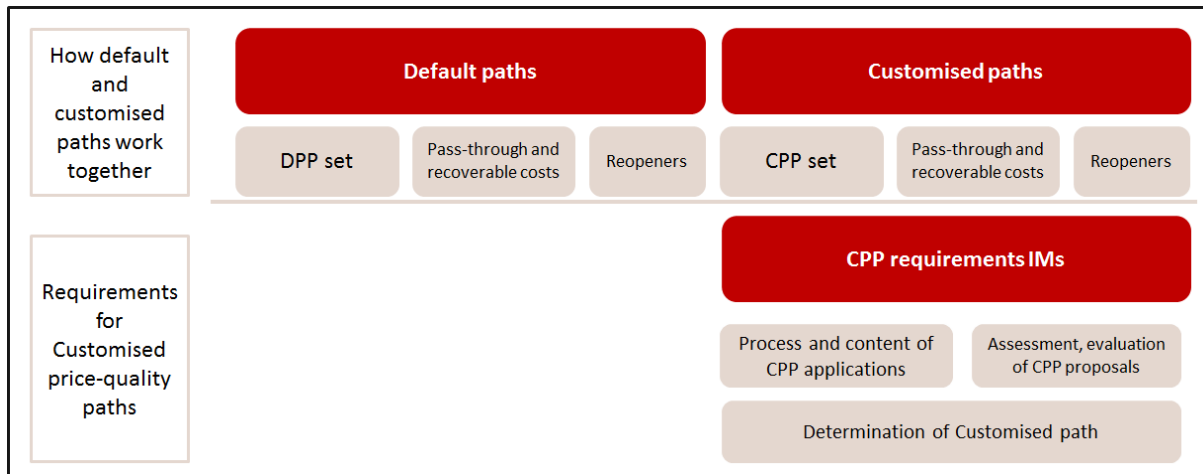 How default
and
customised
paths work
together
Default paths
Customised paths
DPP set
Pass-through and
recoverable costs
Reopeners
CPP set
Pass-through and
recoverable costs
Reopeners
Requirements
for
Customised
price-quality
paths
CPP requirements IMs
Process and content of
CPP applications
Assessment, evaluation
of CPP proposals
Determination of Customised path